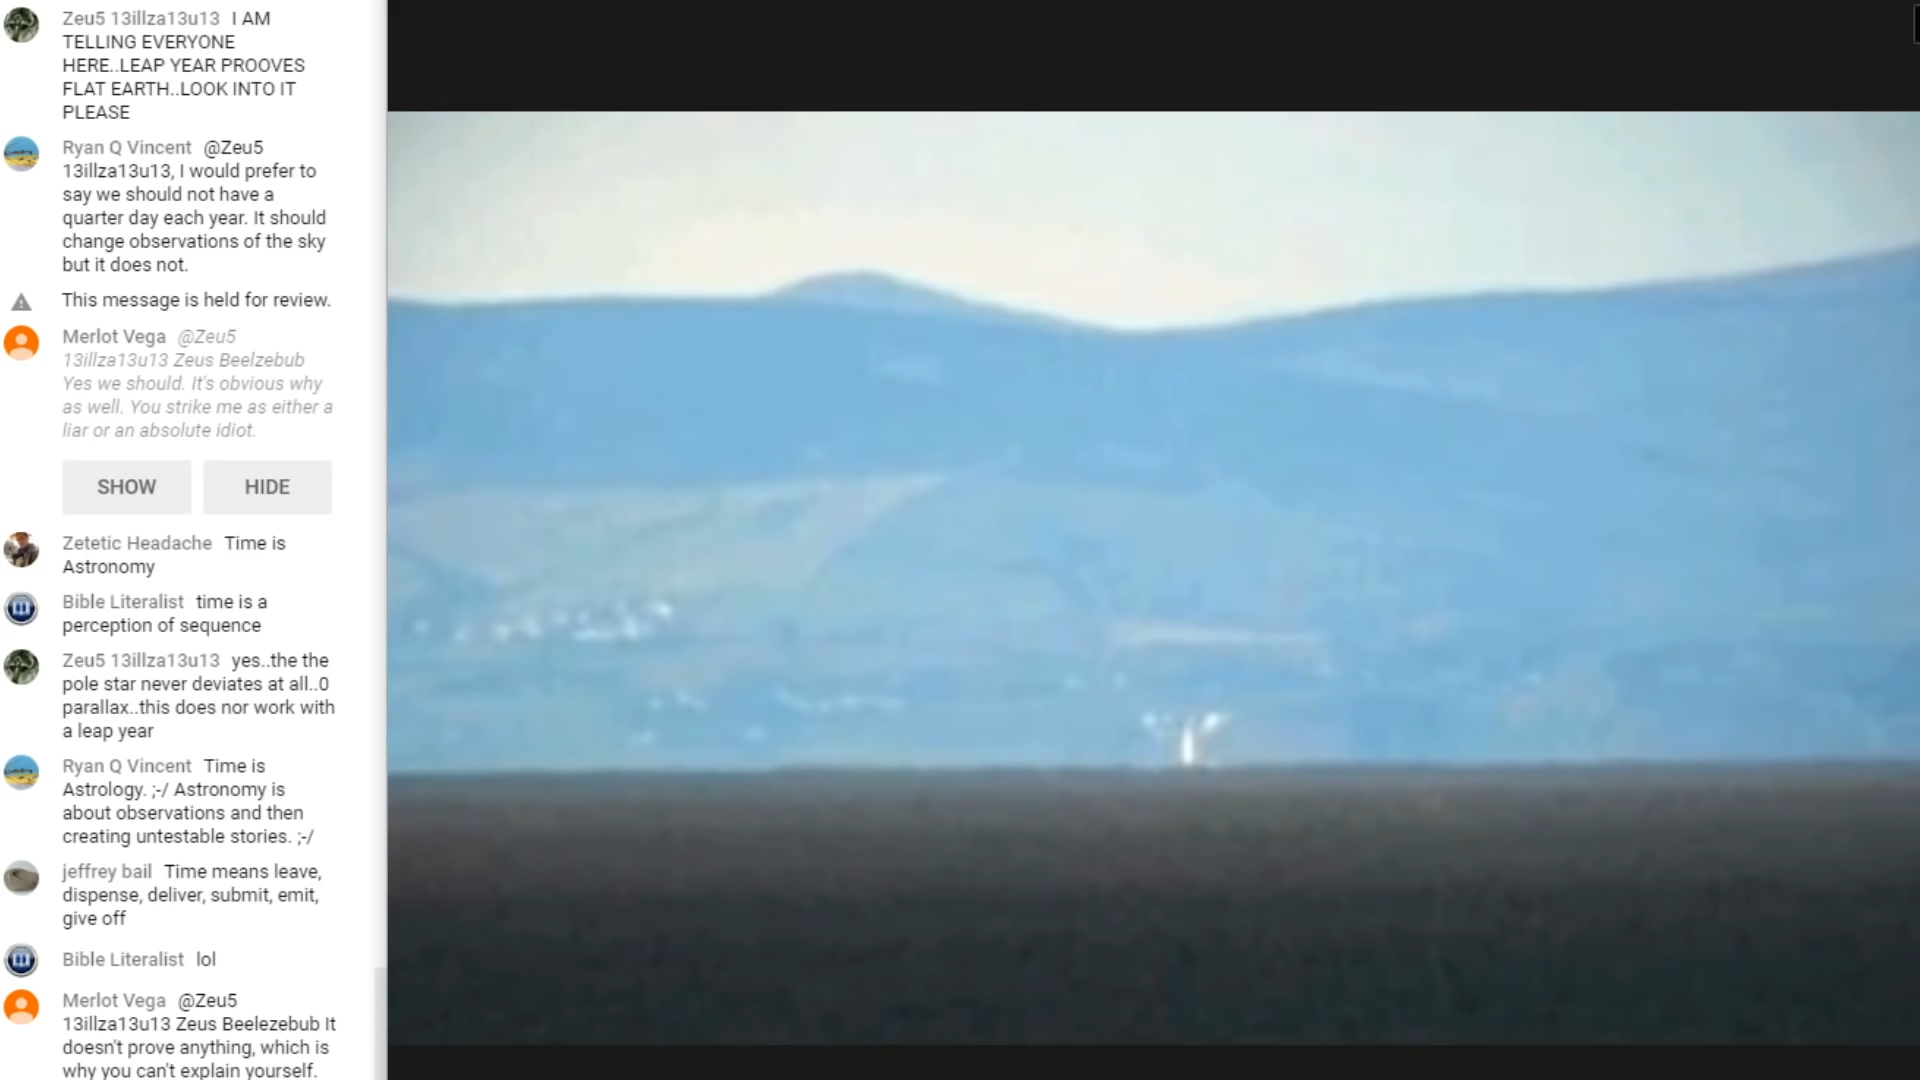 Zeu5 13illza13u13 I AM
TELLING EVERYONE
HERE..LEAP YEAR PROOVES
FLAT EARTH..LOOK INTO IT
PLEASE
Ryan Q Vincent @Zeu5
13illza13u13, I would prefer to
say we should not have a
quarter day each year. It should
change observations of the sky
but it does not.
This message is held for review.
Merlot Vega @Zeu5
13illza13u13 Zeus Beelzebub
Yes we should. It's obvious why
as well. You strike me as either a
liar or an absolute idiot.
SHOW HIDE
Zetetic Headache Time is
Astronomy
Bible Literalist time is a
perception of sequence
Zeu5 13illza13u13 yes..the the
pole star never deviates at all..0
parallax..this does nor work with
a leap year
Ryan Q Vincent Time is
Astrology. ;-/ Astronomy is
about observations and then
creating untestable stories. ;-/
jeffrey bail Time means leave,
dispense, deliver, submit, emit,
give off
Bible Literalist lol
Merlot Vega @Zeu5
13illza13u13 Zeus Beelezebub It
doesn't prove anything, which is
why you can't explain yourself.